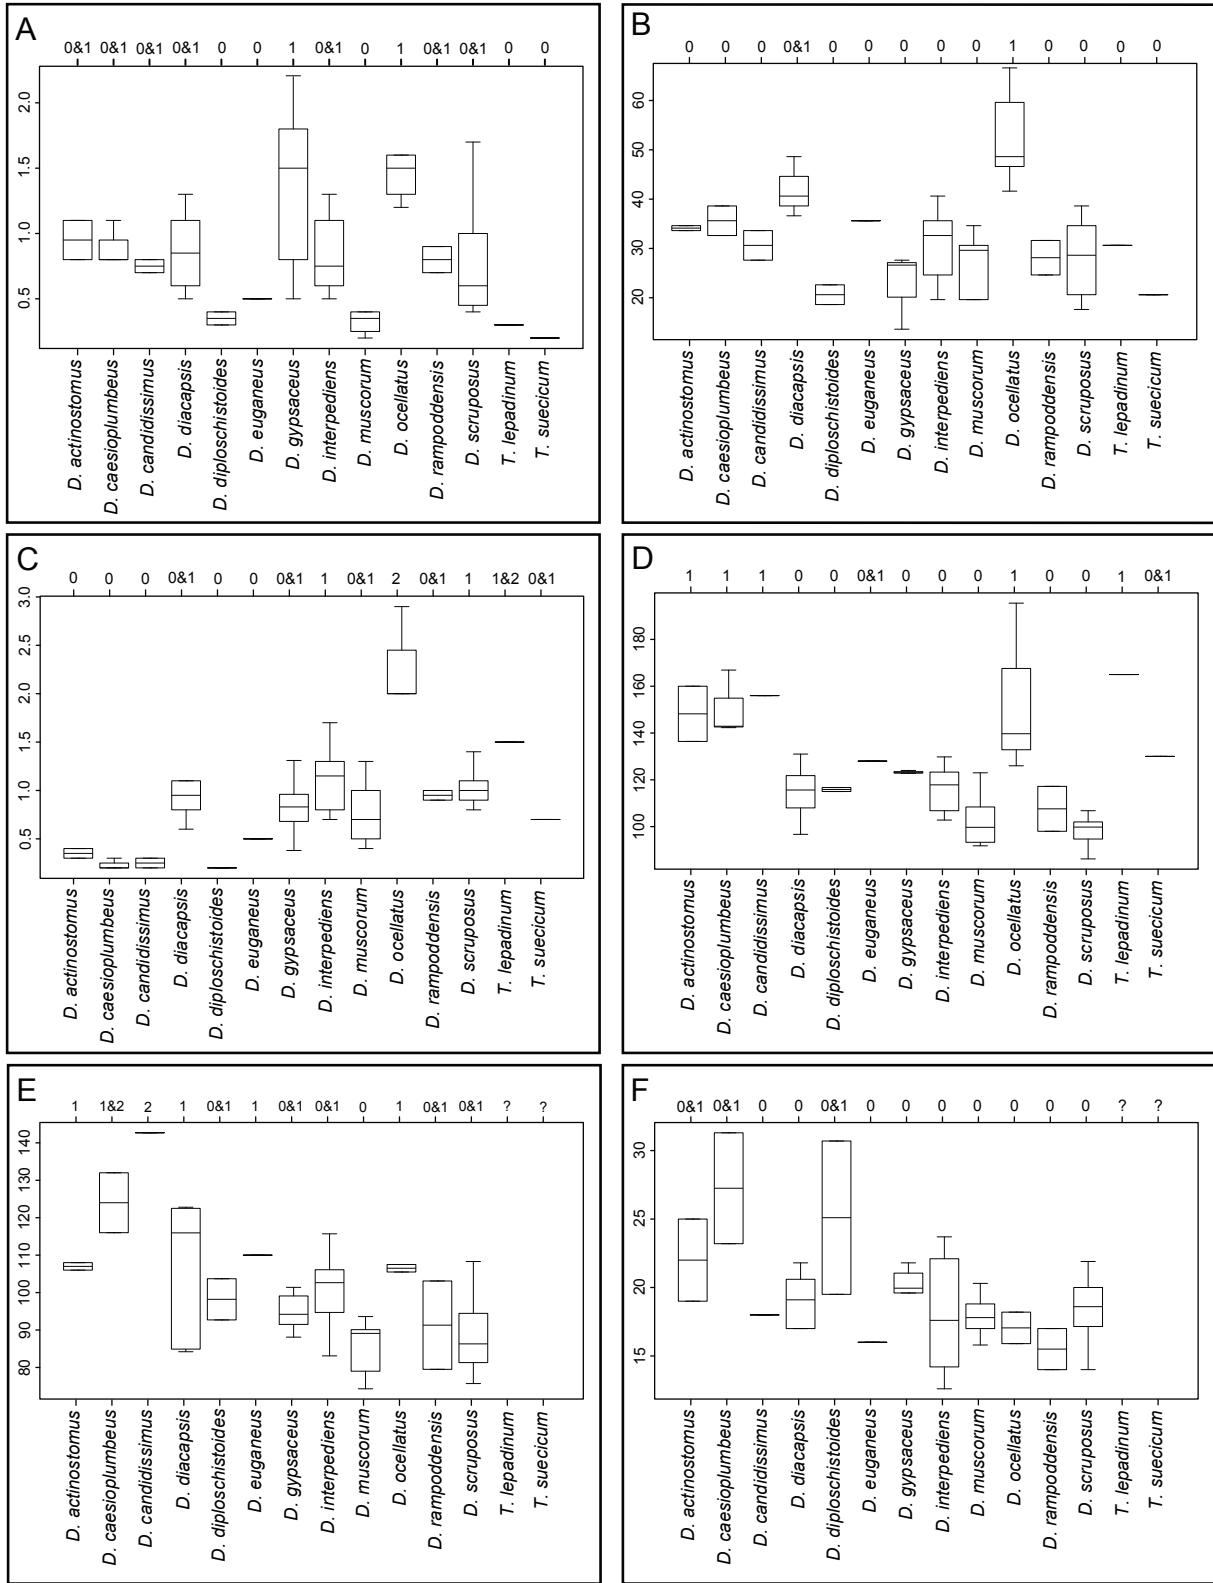 A
0&1 0&1 0&1 0&1 0 0 1 0&1 0 1 0&1 0&1 0 0
2.0
1.5
1.0
0.5
D. actinostomus
D. caesioplumbeus
D. candidissimus
D. diacapsis
D. diploschistoides
D. euganeus
D. gypsaceus
D. interpediens
D. muscorum
D. ocellatus
D. rampoddensis
D. scruposus
T. lepadinum
T. suecicum
B
0 0 0 0&1 0 0 0 0 0 1 0 0 0 0
60
50
40
30
20
D. actinostomus
D. caesioplumbeus
D. candidissimus
D. diacapsis
D. diploschistoides
D. euganeus
D. gypsaceus
D. interpediens
D. muscorum
D. ocellatus
D. rampoddensis
D. scruposus
T. lepadinum
T. suecicum
C
0 0 0 0&1 0 0 0&1 1 0&1 2 0&1 1 1&2 0&1
3.0
2.5
2.0
1.5
1.0
0.5
D. actinostomus
D. caesioplumbeus
D. candidissimus
D. diacapsis
D. diploschistoides
D. euganeus
D. gypsaceus
D. interpediens
D. muscorum
D. ocellatus
D. rampoddensis
D. scruposus
T. lepadinum
T. suecicum
D
1 1 1 0 0 0&1 0 0 0 1 0 0 1 0&1
180
160
140
120
100
D. actinostomus
D. caesioplumbeus
D. candidissimus
D. diacapsis
D. diploschistoides
D. euganeus
D. gypsaceus
D. interpediens
D. muscorum
D. ocellatus
D. rampoddensis
D. scruposus
T. lepadinum
T. suecicum
E
1 1&2 2 1 0&1 1 0&1 0&1 0 1 0&1 0&1 ? ?
140
130
120
110
100
90
80
D. actinostomus
D. caesioplumbeus
D. candidissimus
D. diacapsis
D. diploschistoides
D. euganeus
D. gypsaceus
D. interpediens
D. muscorum
D. ocellatus
D. rampoddensis
D. scruposus
T. lepadinum
T. suecicum
F
0&1 0&1 0 0 0&1 0 0 0 0 0 0 0 ? ?
30
25
20
15
D. actinostomus
D. caesioplumbeus
D. candidissimus
D. diacapsis
D. diploschistoides
D. euganeus
D. gypsaceus
D. interpediens
D. muscorum
D. ocellatus
D. rampoddensis
D. scruposus
T. lepadinum
T. suecicum